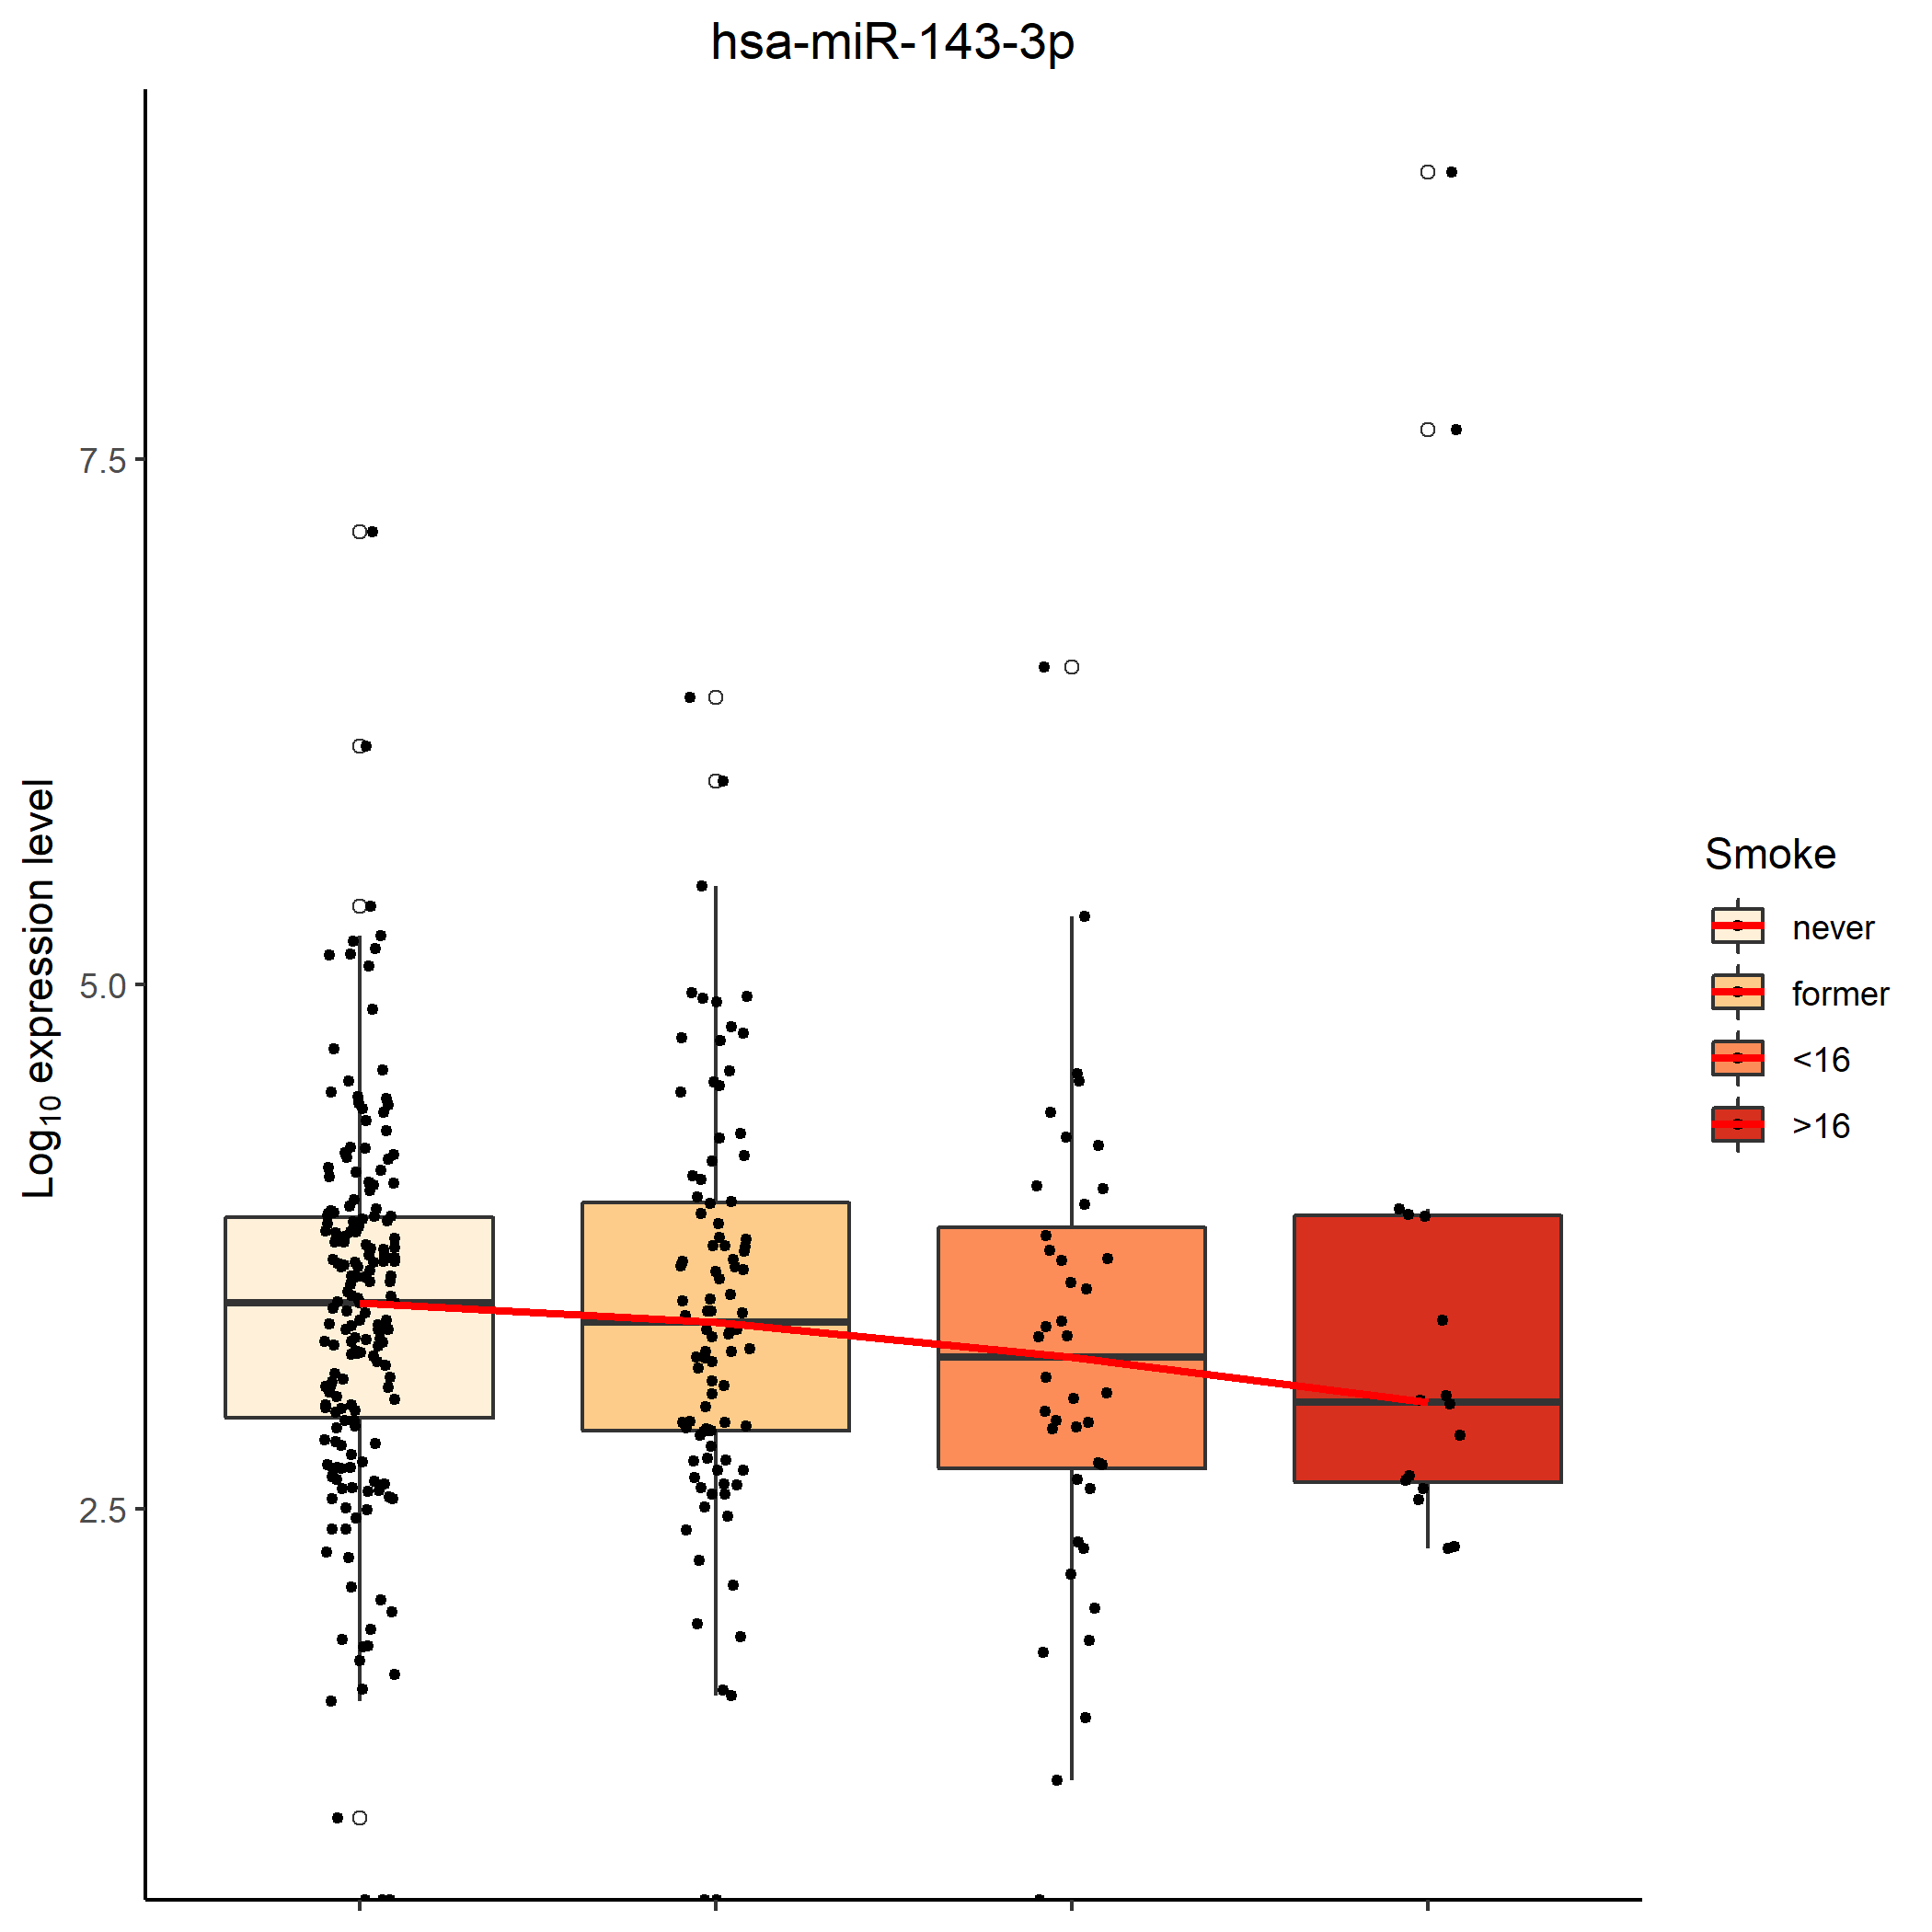 hsa-miR-143-3p
Log₁₀ expression level
7.5
5.0
2.5
Smoke
never
former
<16
>16